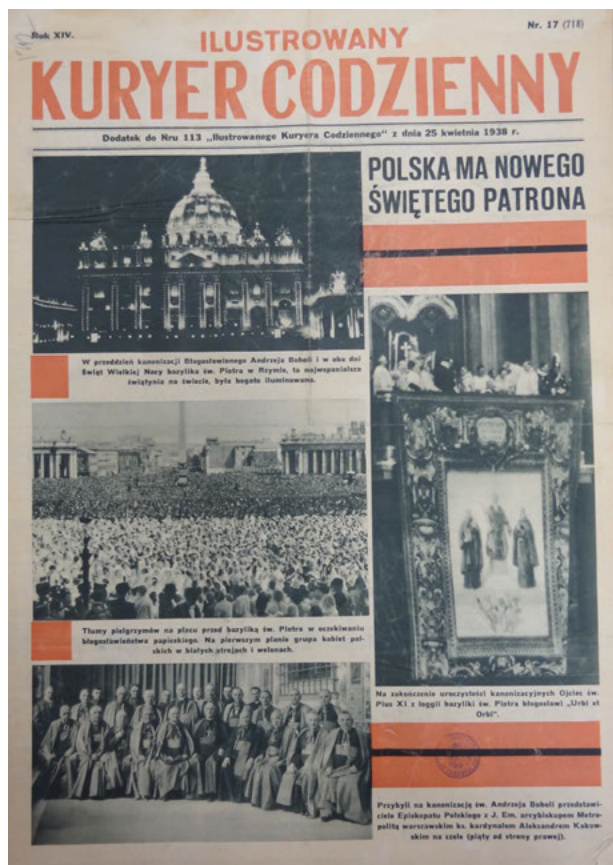 Rok XIV.
Nr. 17 (718)
ILUSTROWANY
KURYER CODZIENNY
Dodatek do Nru 113 „Ilustrowanego Kuryera Codziennego" z dnia 25 kwietnia 1938 r.
POLSKA MA NOWEGO
ŚWIĘTEGO PATRONA
W przeddzień kanonizacji Błogosławionego Andrzeja Boboli i w oba dni
Świąt Wielkiej Nocy bazylika św. Piotra w Rzymie, ta najwspanialsza
świątynia na świecie, była bogato iluminowana.
Tłumy pielgrzymów na placu przed bazyliką św. Piotra w oczekiwaniu
błogosławieństwa papieskiego. Na pierwszym planie grupa kobiet pol-
skich w białych strojach i welonach.
Na zakończenie uroczystości kanonizacyjnych Ojciec św.
Pius XI z loggii bazyliki św. Piotra błogosławi „Urbi et
Orbi".
Przybyli na kanonizację św. Andrzeja Boboli przedstawi-
ciele Episkopatu Polskiego z J. Em. arcybiskupem Metro-
politą warszawskim ks. kardynałem Aleksandrem Kakow-
skim na czele (piąty od strony prawej).